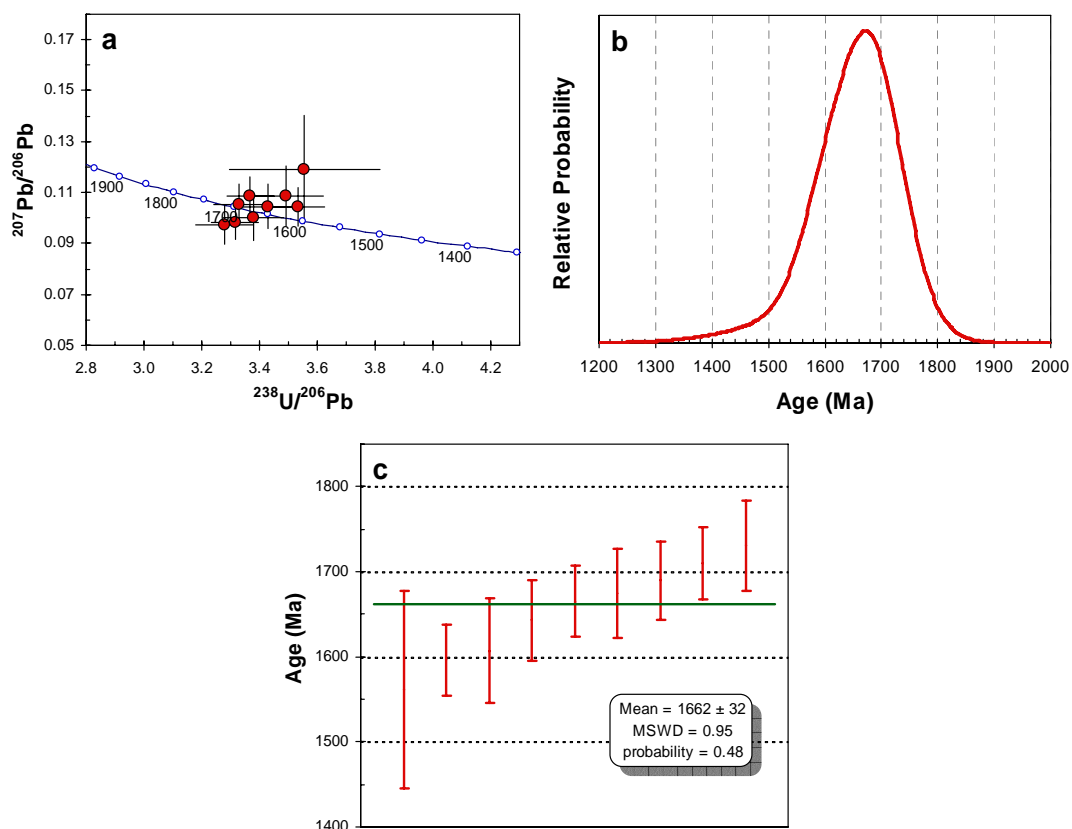 a
0.17
0.15
0.13
0.11
0.09
0.07
0.05
²⁰⁷Pb/²⁰⁶Pb
1900
1800
1700
1600
1500
1400
2.8 3.0 3.2 3.4 3.6 3.8 4.0 4.2
²³⁸U/²⁰⁶Pb
b
Relative Probability
1200 1300 1400 1500 1600 1700 1800 1900 2000
Age (Ma)
c
1800
1700
1600
1500
1400
Age (Ma)
Mean = 1662 ± 32
MSWD = 0.95
probability = 0.48